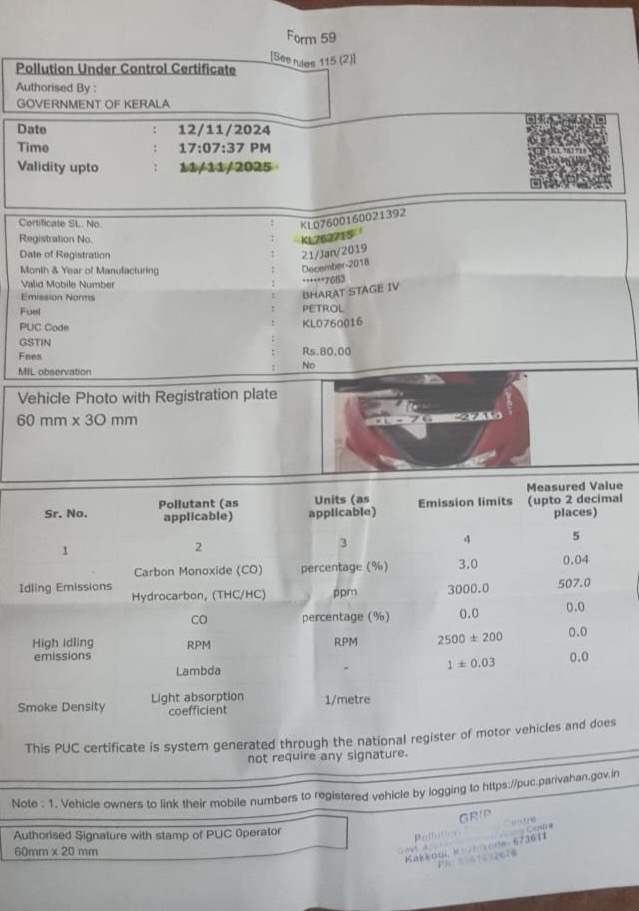 Form 59
[See rules 115 (2)]
Pollution Under Control Certificate
Authorised By :
GOVERNMENT OF KERALA
Date : 12/11/2024
Time : 17:07:37 PM
Validity upto : 11/11/2025
Certificate SL. No. : KL07600160021392
Registration No. : KL762715
Date of Registration : 21/Jan/2019
Month & Year of Manufacturing : December-2018
Valid Mobile Number : ******7663
Emission Norms : BHARAT STAGE IV
Fuel : PETROL
PUC Code : KL0760016
GSTIN :
Fees : Rs.80.00
MIL observation : No
Vehicle Photo with Registration plate
60 mm x 30 mm
KL-76 2715
Sr. No. Pollutant (as applicable) Units (as applicable) Emission limits Measured Value (upto 2 decimal places)
1 2 3 4 5
Idling Emissions Carbon Monoxide (CO) percentage (%) 3.0 0.04
Hydrocarbon, (THC/HC) ppm 3000.0 507.0
High idling emissions CO percentage (%) 0.0 0.0
RPM RPM 2500 ± 200 0.0
Lambda - 1 ± 0.03 0.0
Smoke Density Light absorption coefficient 1/metre
This PUC certificate is system generated through the national register of motor vehicles and does
not require any signature.
Note : 1. Vehicle owners to link their mobile numbers to registered vehicle by logging to https://puc.parivahan.gov.in
Authorised Signature with stamp of PUC Operator
60mm x 20 mm
GRIP
Pollution Centre
Centre
Kakkodi, Kozhikode- 673611
Ph: